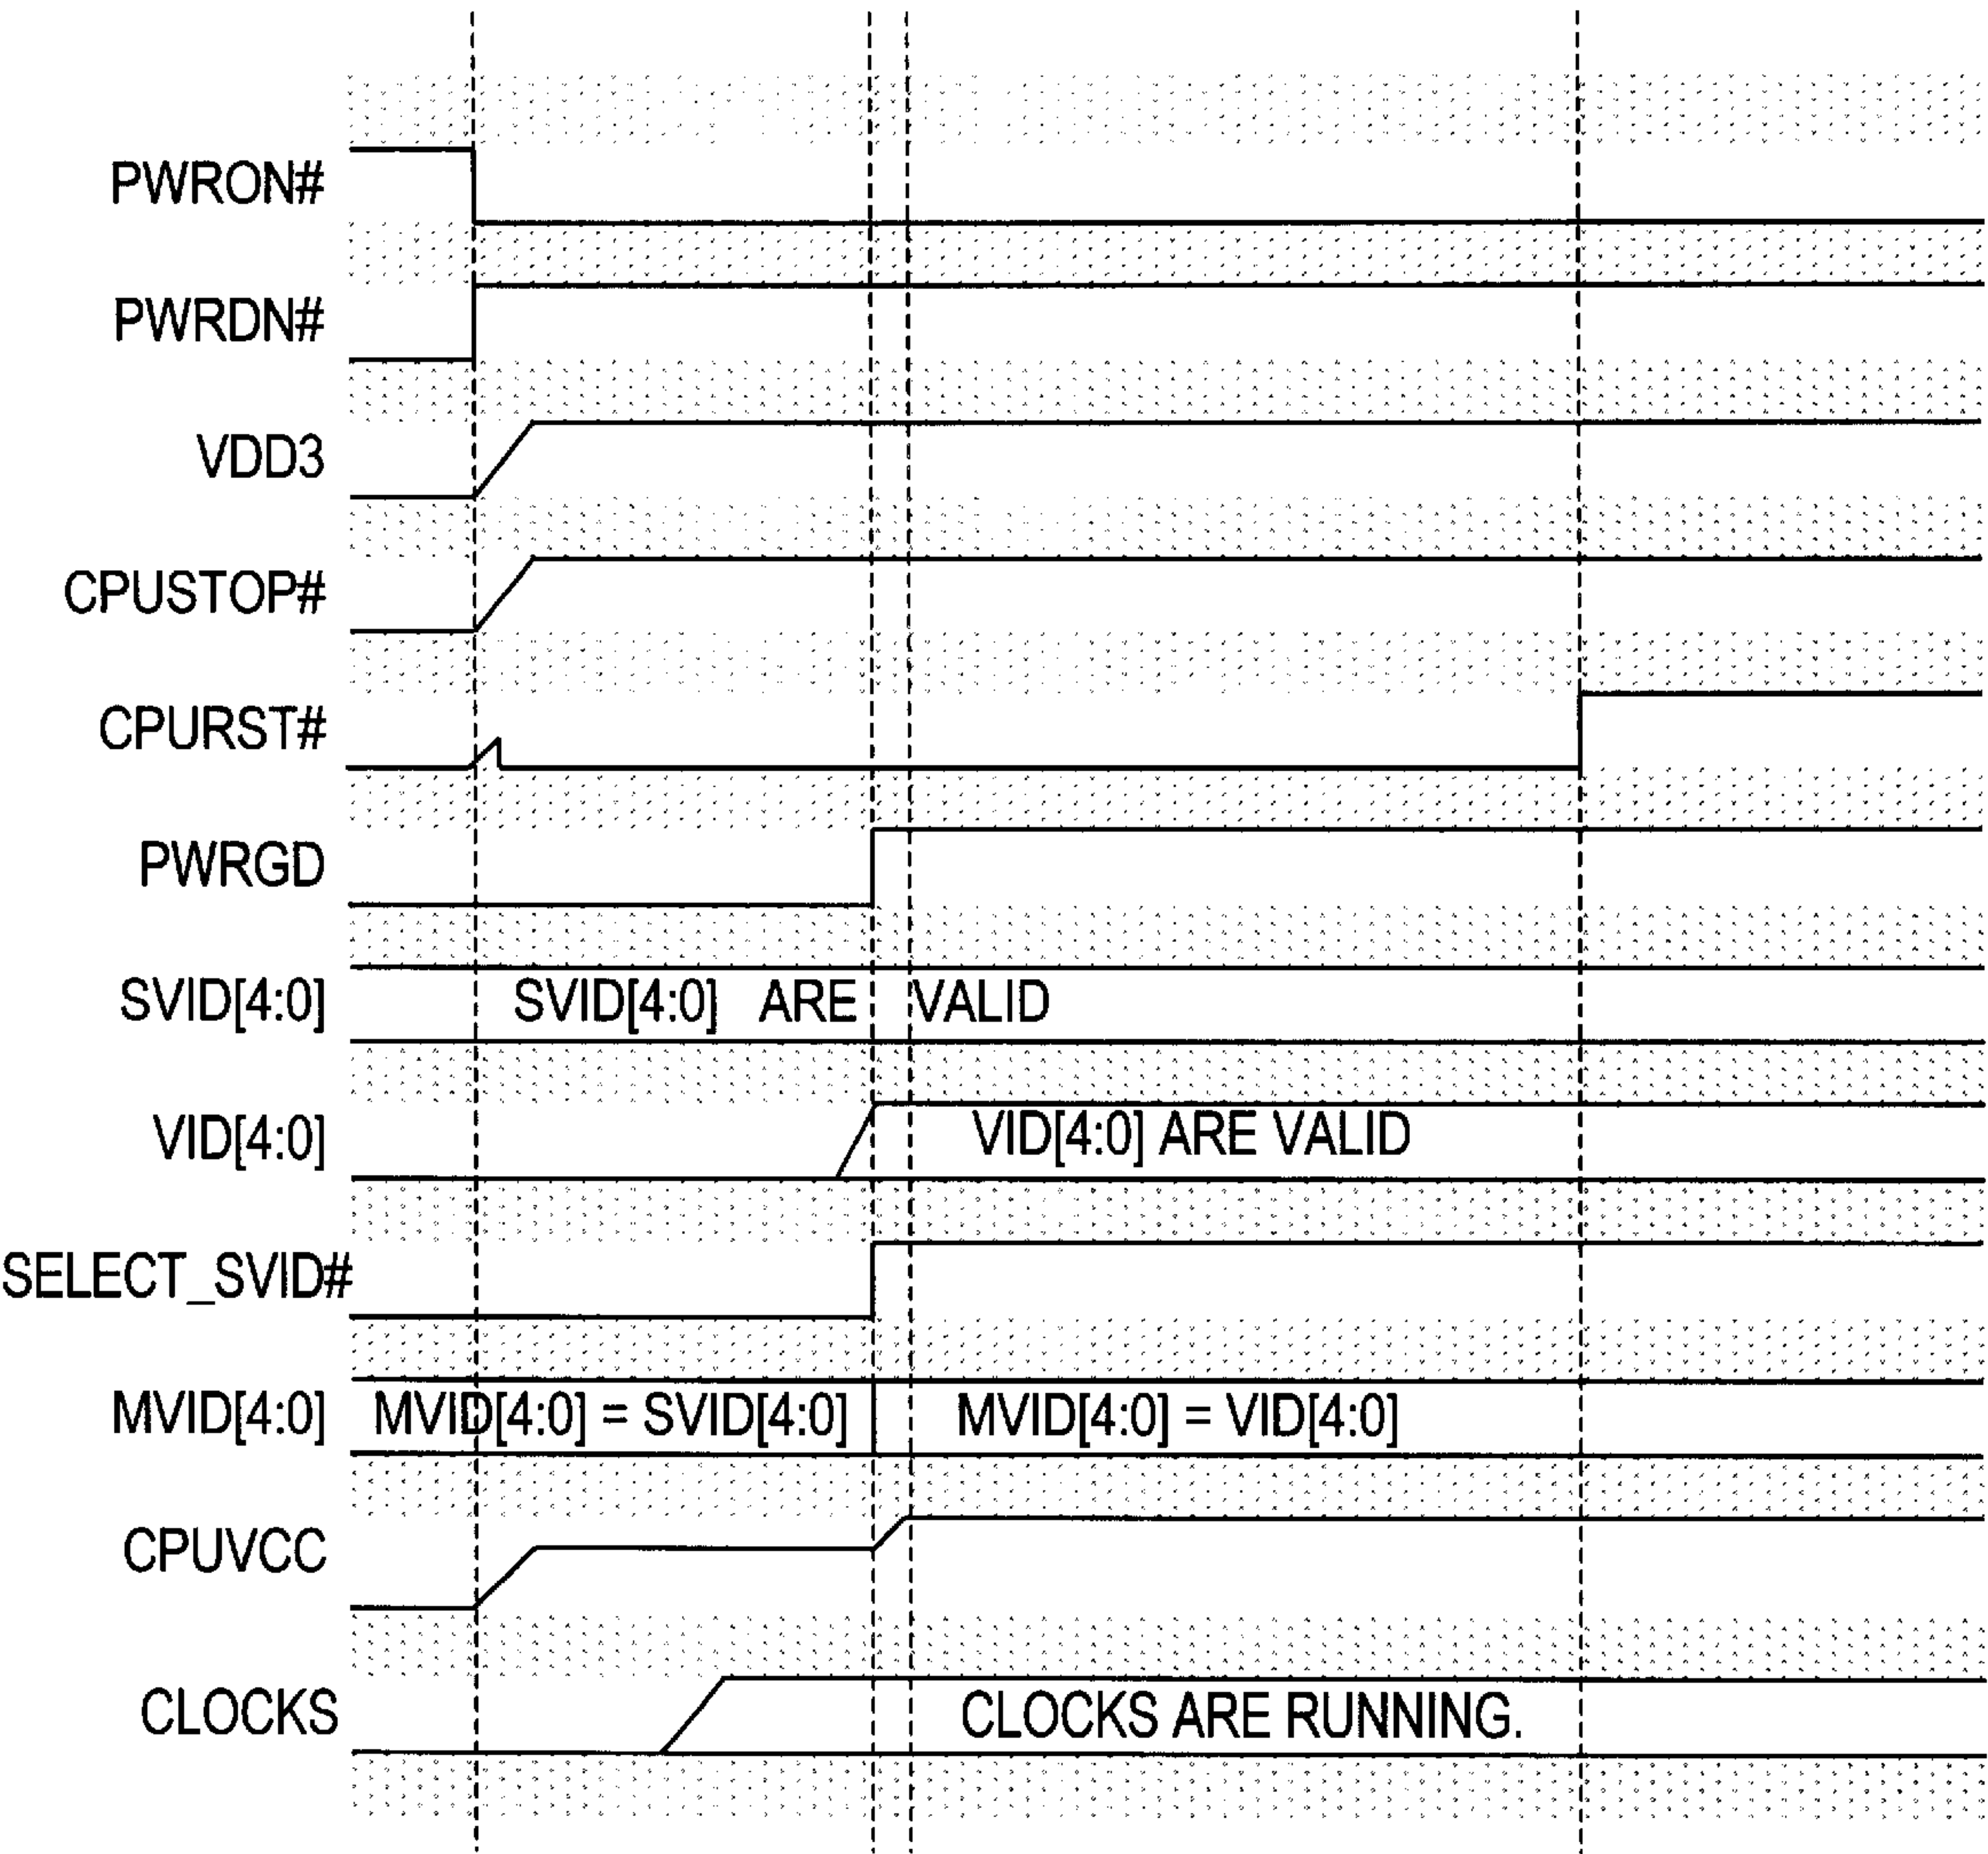 PWRON#
PWRDN#
VDD3
CPUSTOP#
CPURST#
PWRGD
SVID[4:0] SVID[4:0] ARE VALID
VID[4:0] VID[4:0] ARE VALID
SELECT_SVID#
MVID[4:0] MVID[4:0] = SVID[4:0] MVID[4:0] = VID[4:0]
CPUVCC
CLOCKS CLOCKS ARE RUNNING.